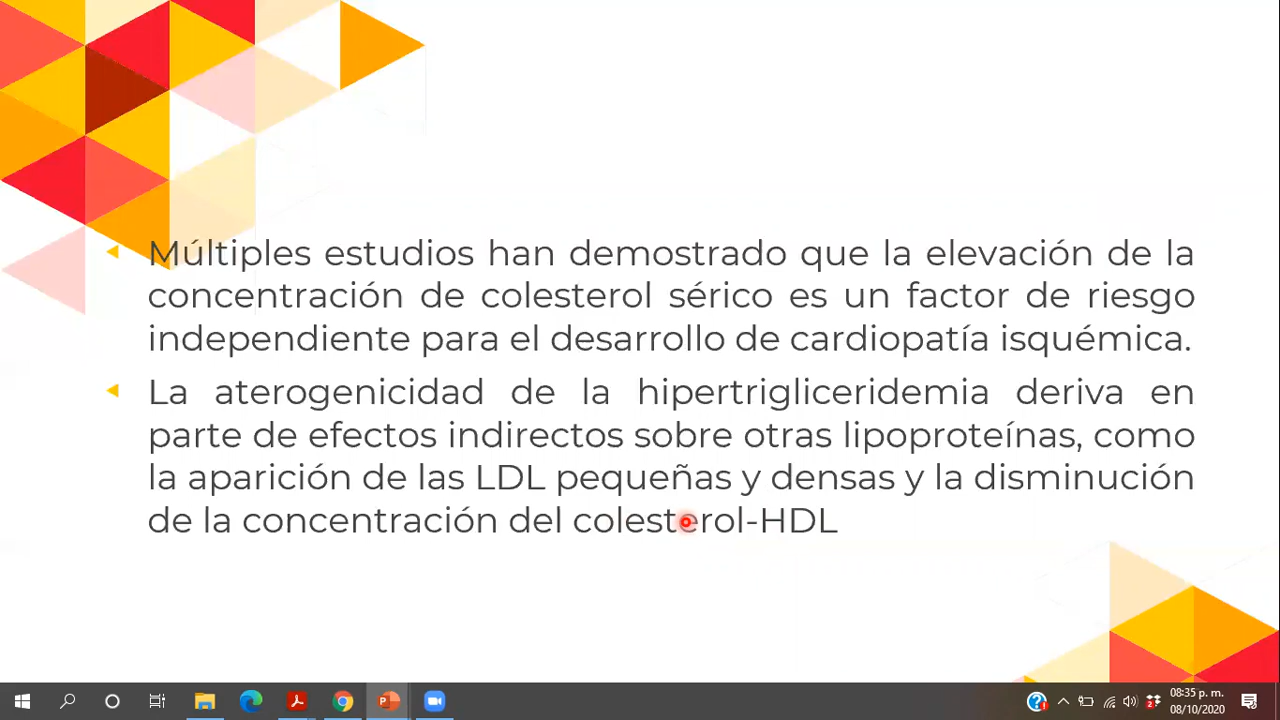 Múltiples estudios han demostrado que la elevación de la
concentración de colesterol sérico es un factor de riesgo
independiente para el desarrollo de cardiopatía isquémica.
La aterogenicidad de la hipertrigliceridemia deriva en
parte de efectos indirectos sobre otras lipoproteínas, como
la aparición de las LDL pequeñas y densas y la disminución
de la concentración del colesterol-HDL
08:35 p. m.
08/10/2020